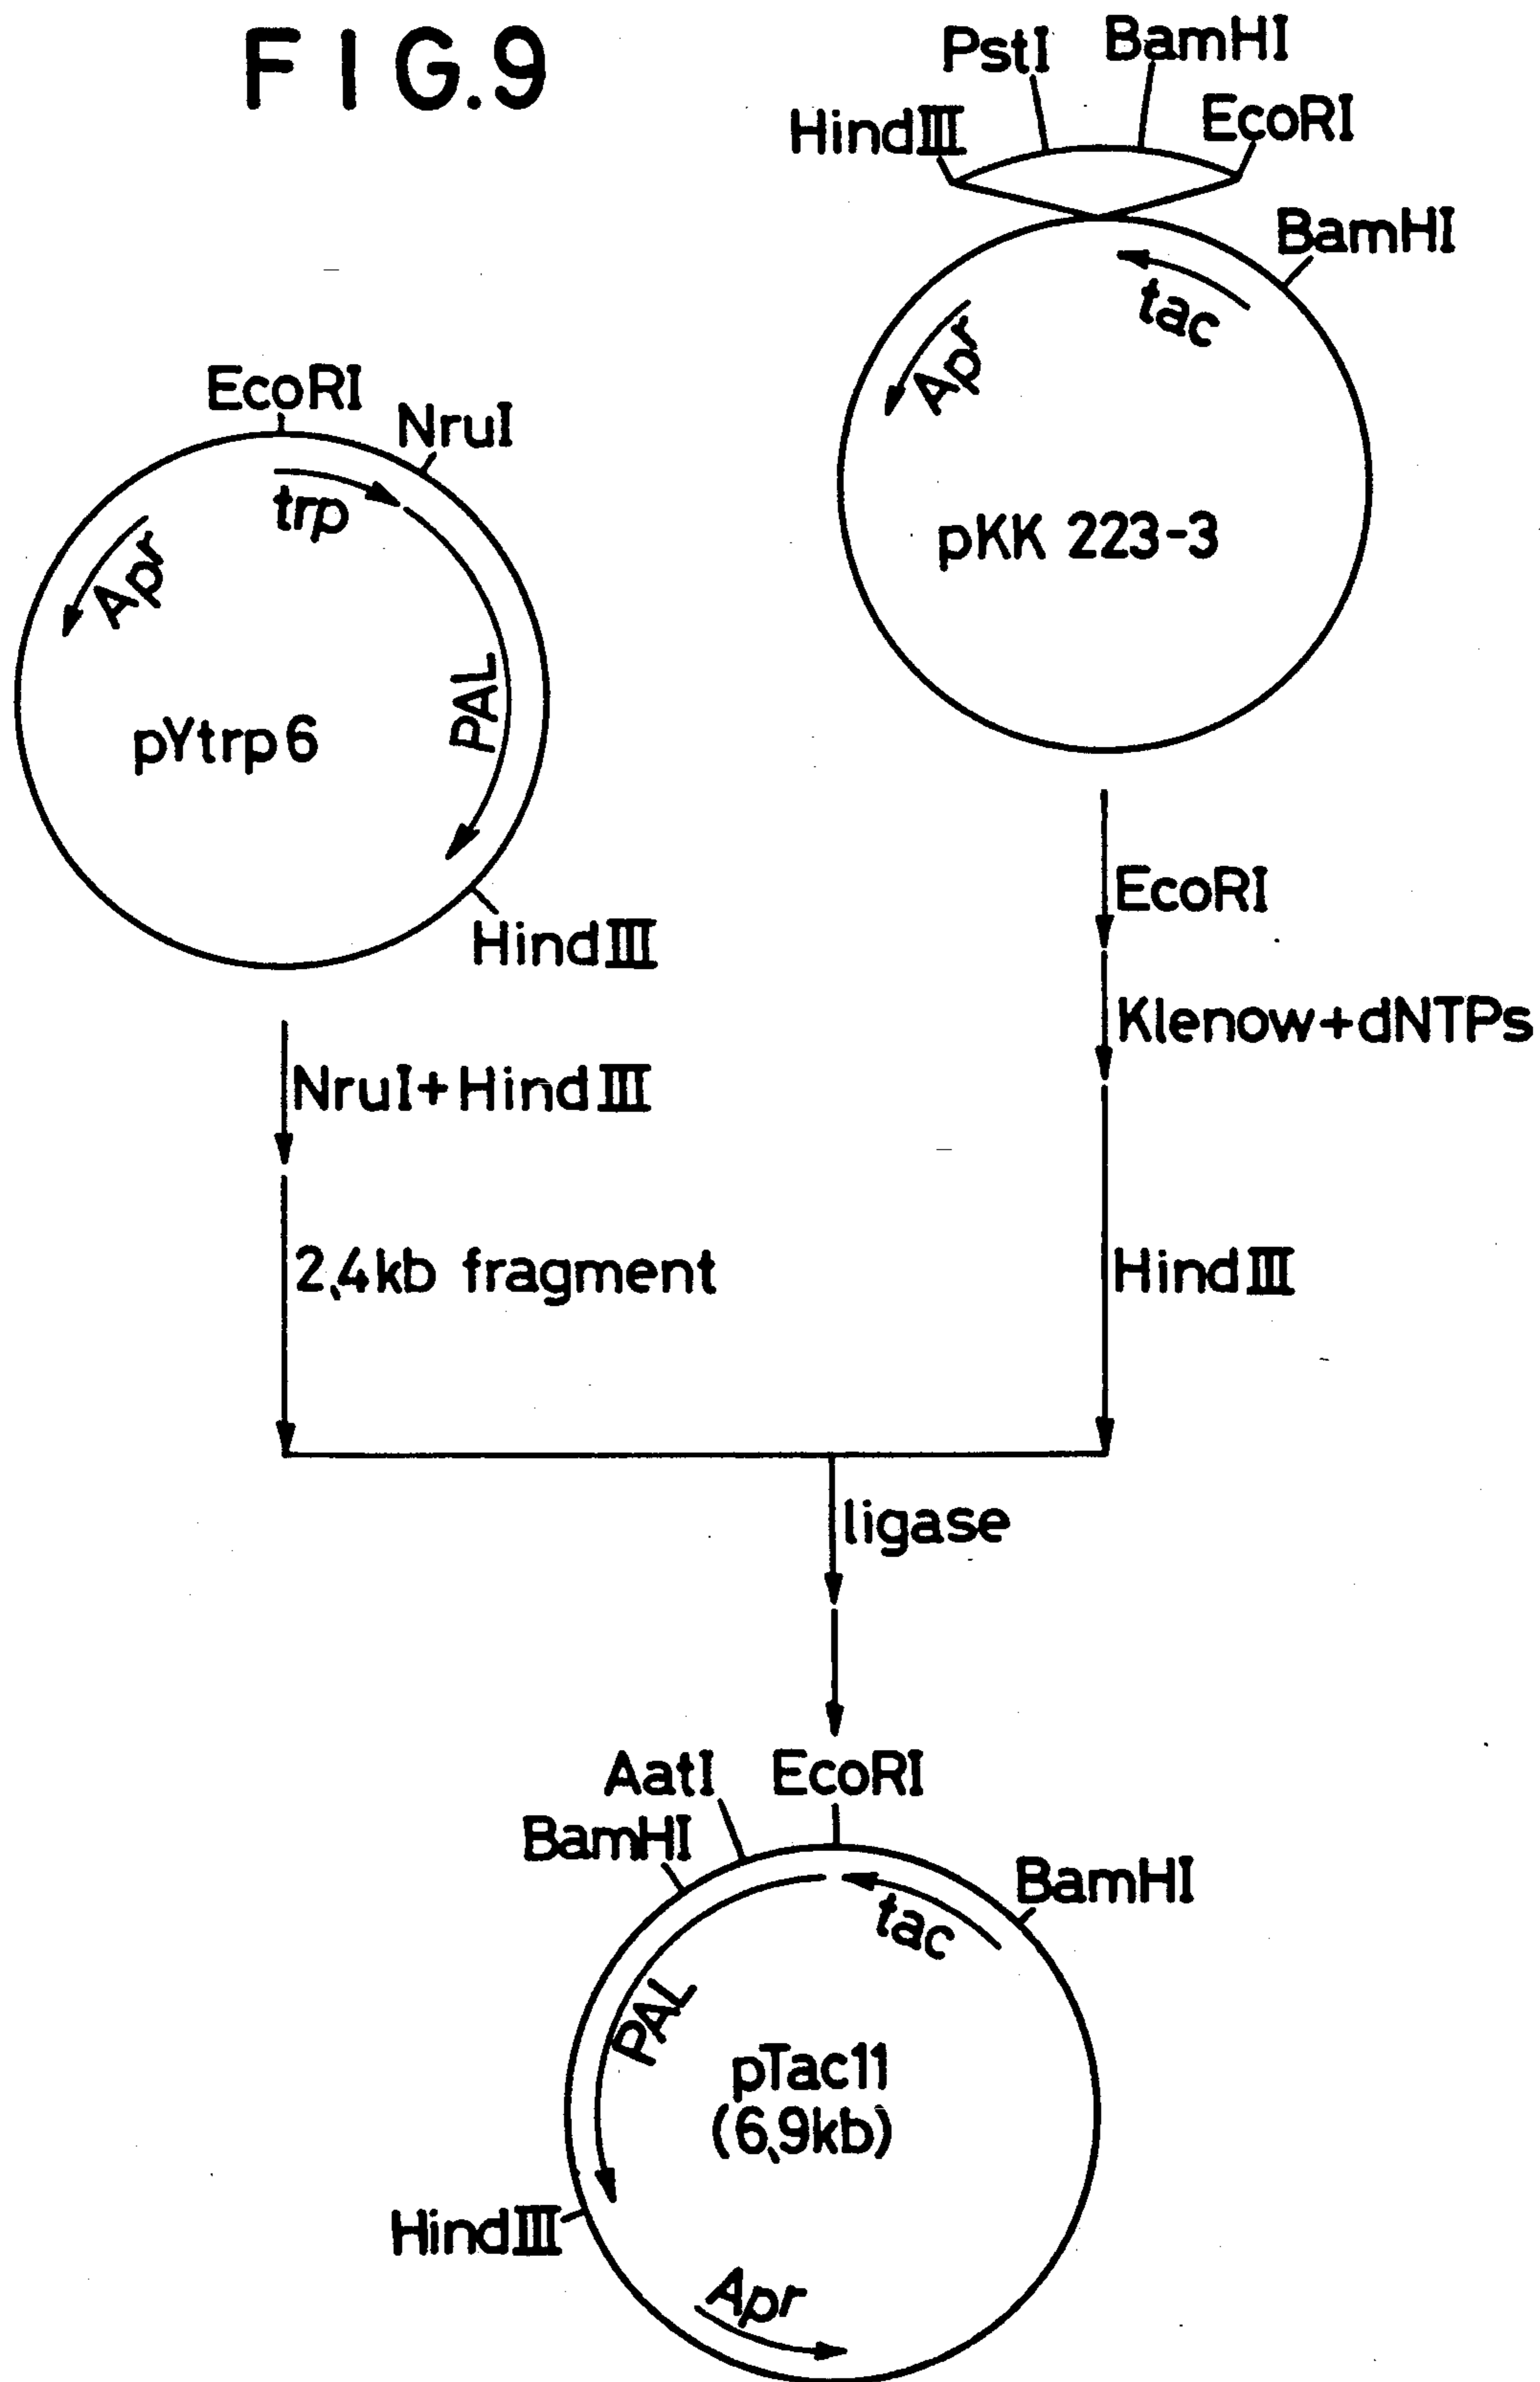 FIG.9
PstI
BamHI
HindIII
EcoRI
BamHI
tac
Apr
pKK 223-3
EcoRI
NruI
trp
Apr
PAL
pYtrp6
HindIII
EcoRI
Klenow+dNTPs
NruI+HindIII
2.4kb fragment
HindIII
ligase
AatI
EcoRI
BamHI
BamHI
tac
PAL
pTac11
(6.9kb)
HindIII
Apr